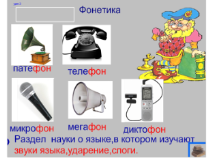 Фонетика
патефон
телефон
микрофон
мегафон
диктофон
Раздел науки о языке,в котором изучают
звуки языка,ударение,слоги.